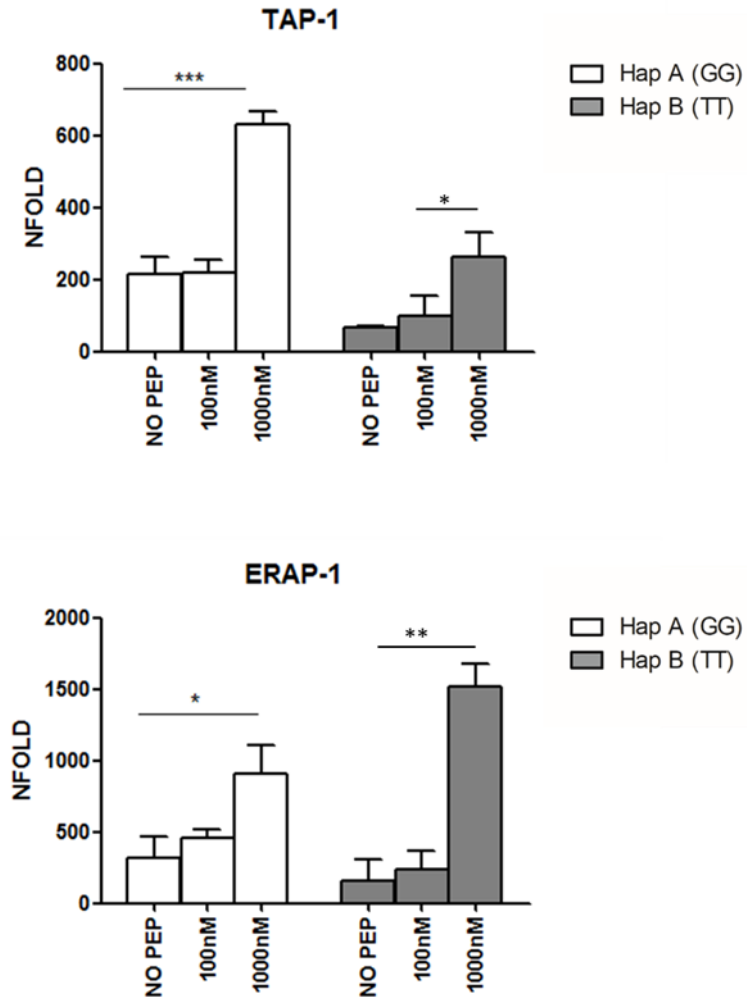 TAP-1
800
600
400
200
0
NFOLD
***
*
NO PEP
100nM
1000nM
NO PEP
100nM
1000nM
Hap A (GG)
Hap B (TT)
ERAP-1
2000
1500
1000
500
0
NFOLD
*
**
NO PEP
100nM
1000nM
NO PEP
100nM
1000nM
Hap A (GG)
Hap B (TT)